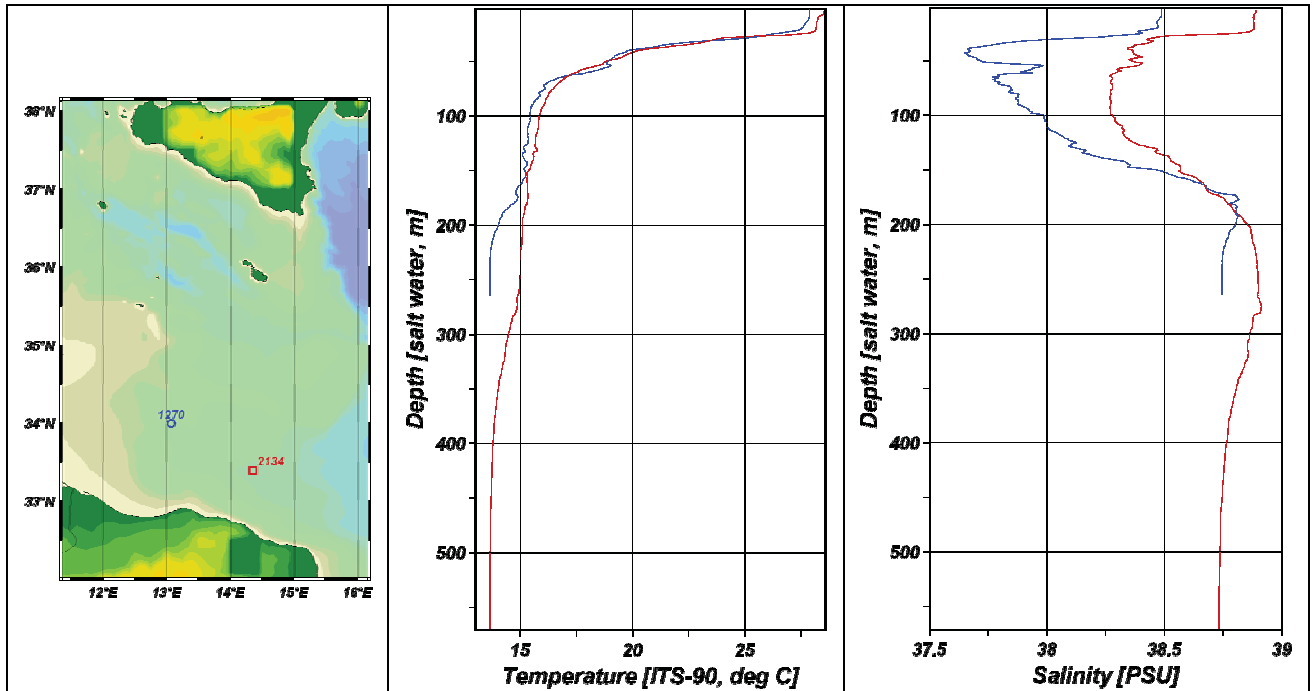 38°N
37°N
36°N
35°N
34°N
33°N
12°E 13°E 14°E 15°E 16°E
1270
2134
Depth [salt water, m]
100
200
300
400
500
15 20 25
Temperature [ITS-90, deg C]
Depth [salt water, m]
100
200
300
400
500
37.5 38 38.5 39
Salinity [PSU]